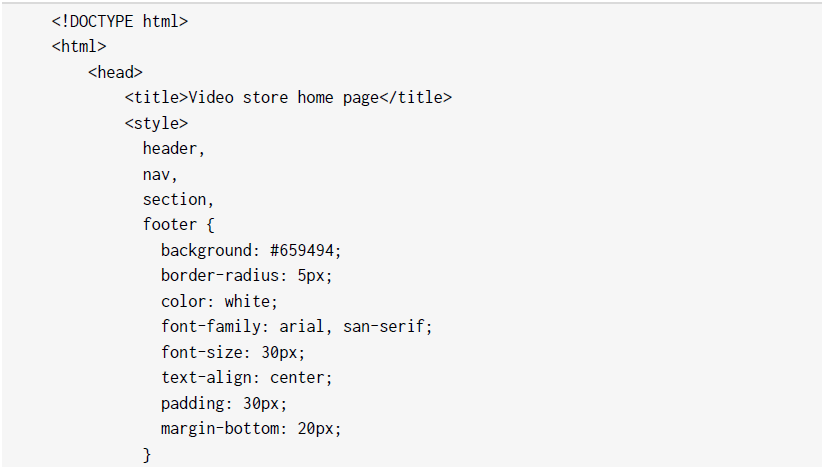 <!DOCTYPE html>
<html>
<head>
<title>Video store home page</title>
<style>
header,
nav,
section,
footer {
background: #659494;
border-radius: 5px;
color: white;
font-family: arial, san-serif;
font-size: 30px;
text-align: center;
padding: 30px;
margin-bottom: 20px;
}